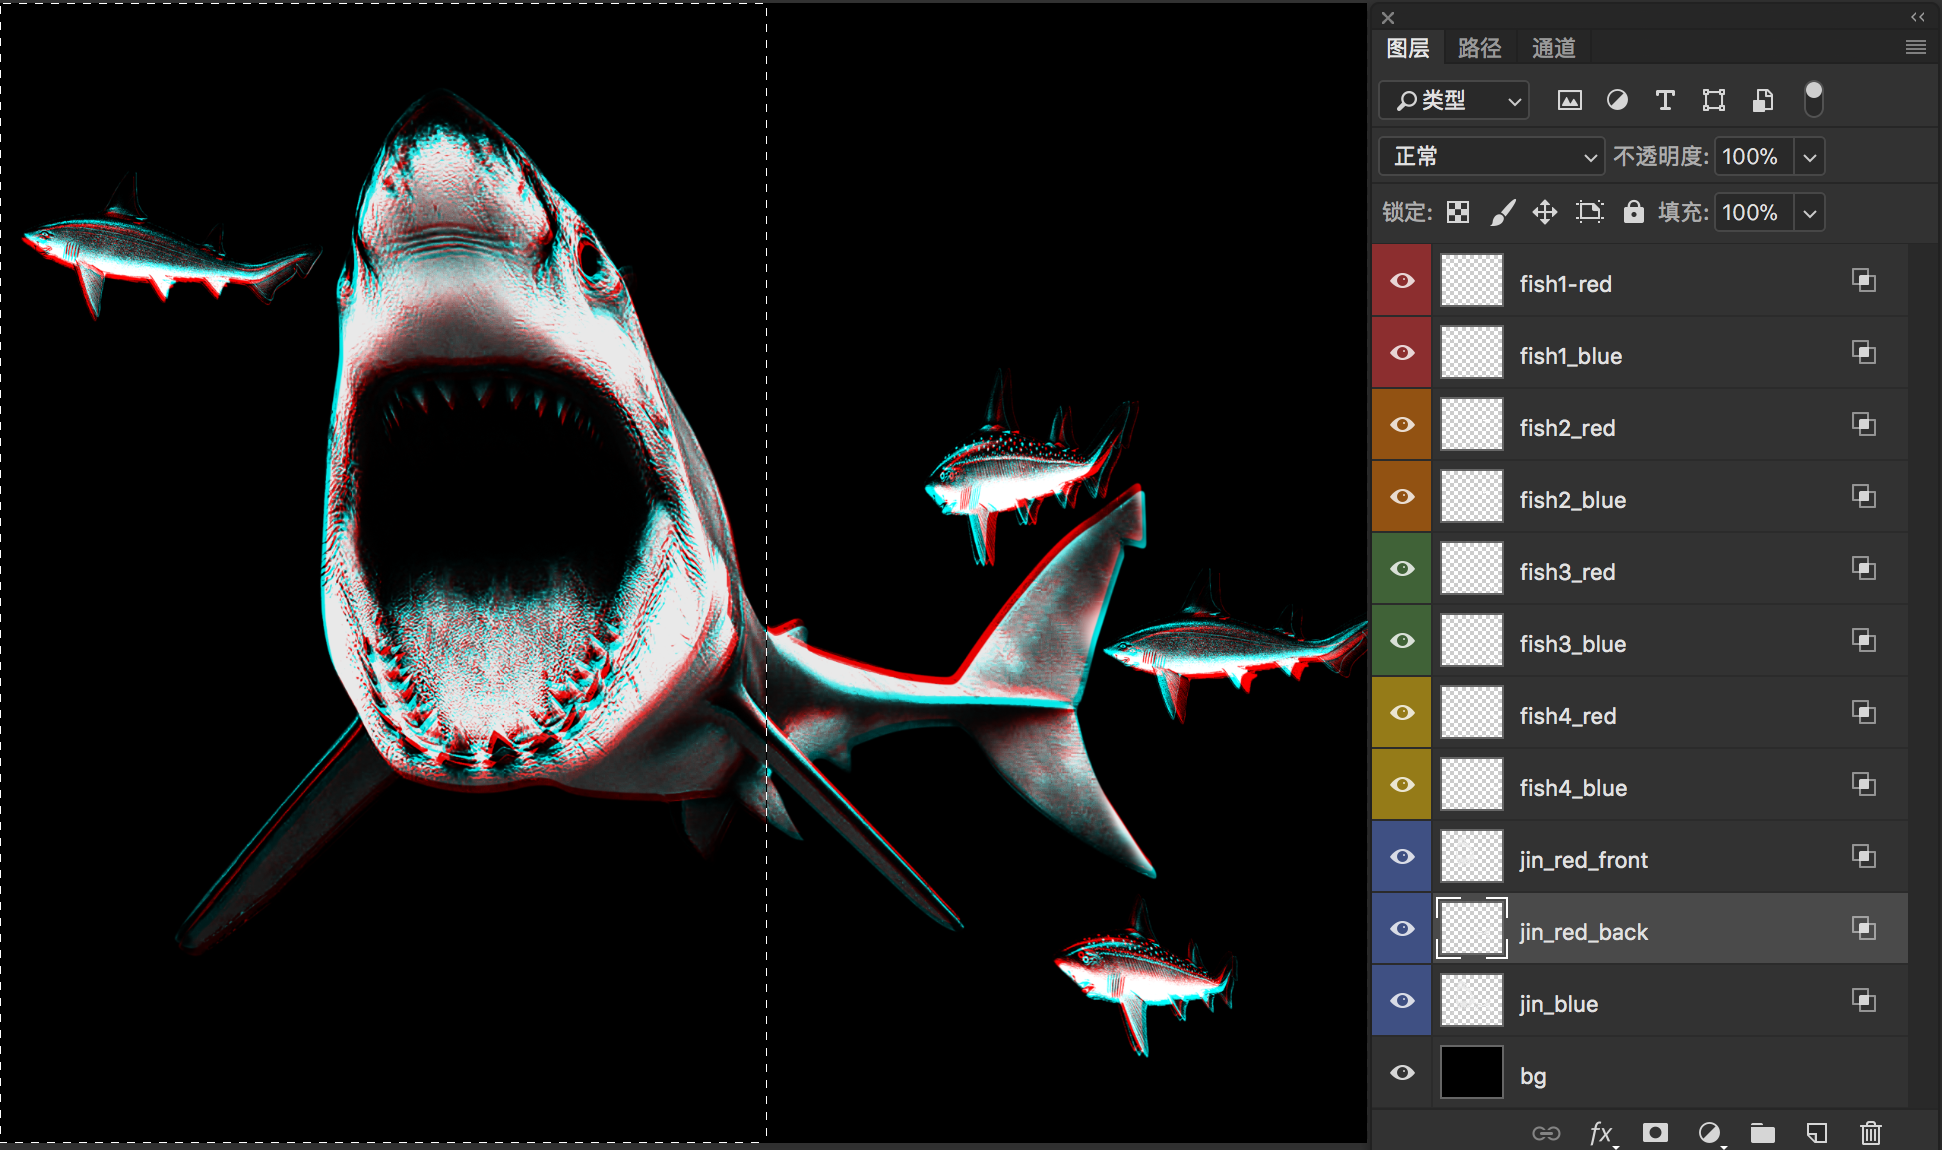 图层 路径 通道
类型
正常 不透明度: 100%
锁定: 填充: 100%
fish1-red
fish1_blue
fish2_red
fish2_blue
fish3_red
fish3_blue
fish4_red
fish4_blue
jin_red_front
jin_red_back
jin_blue
bg
fx